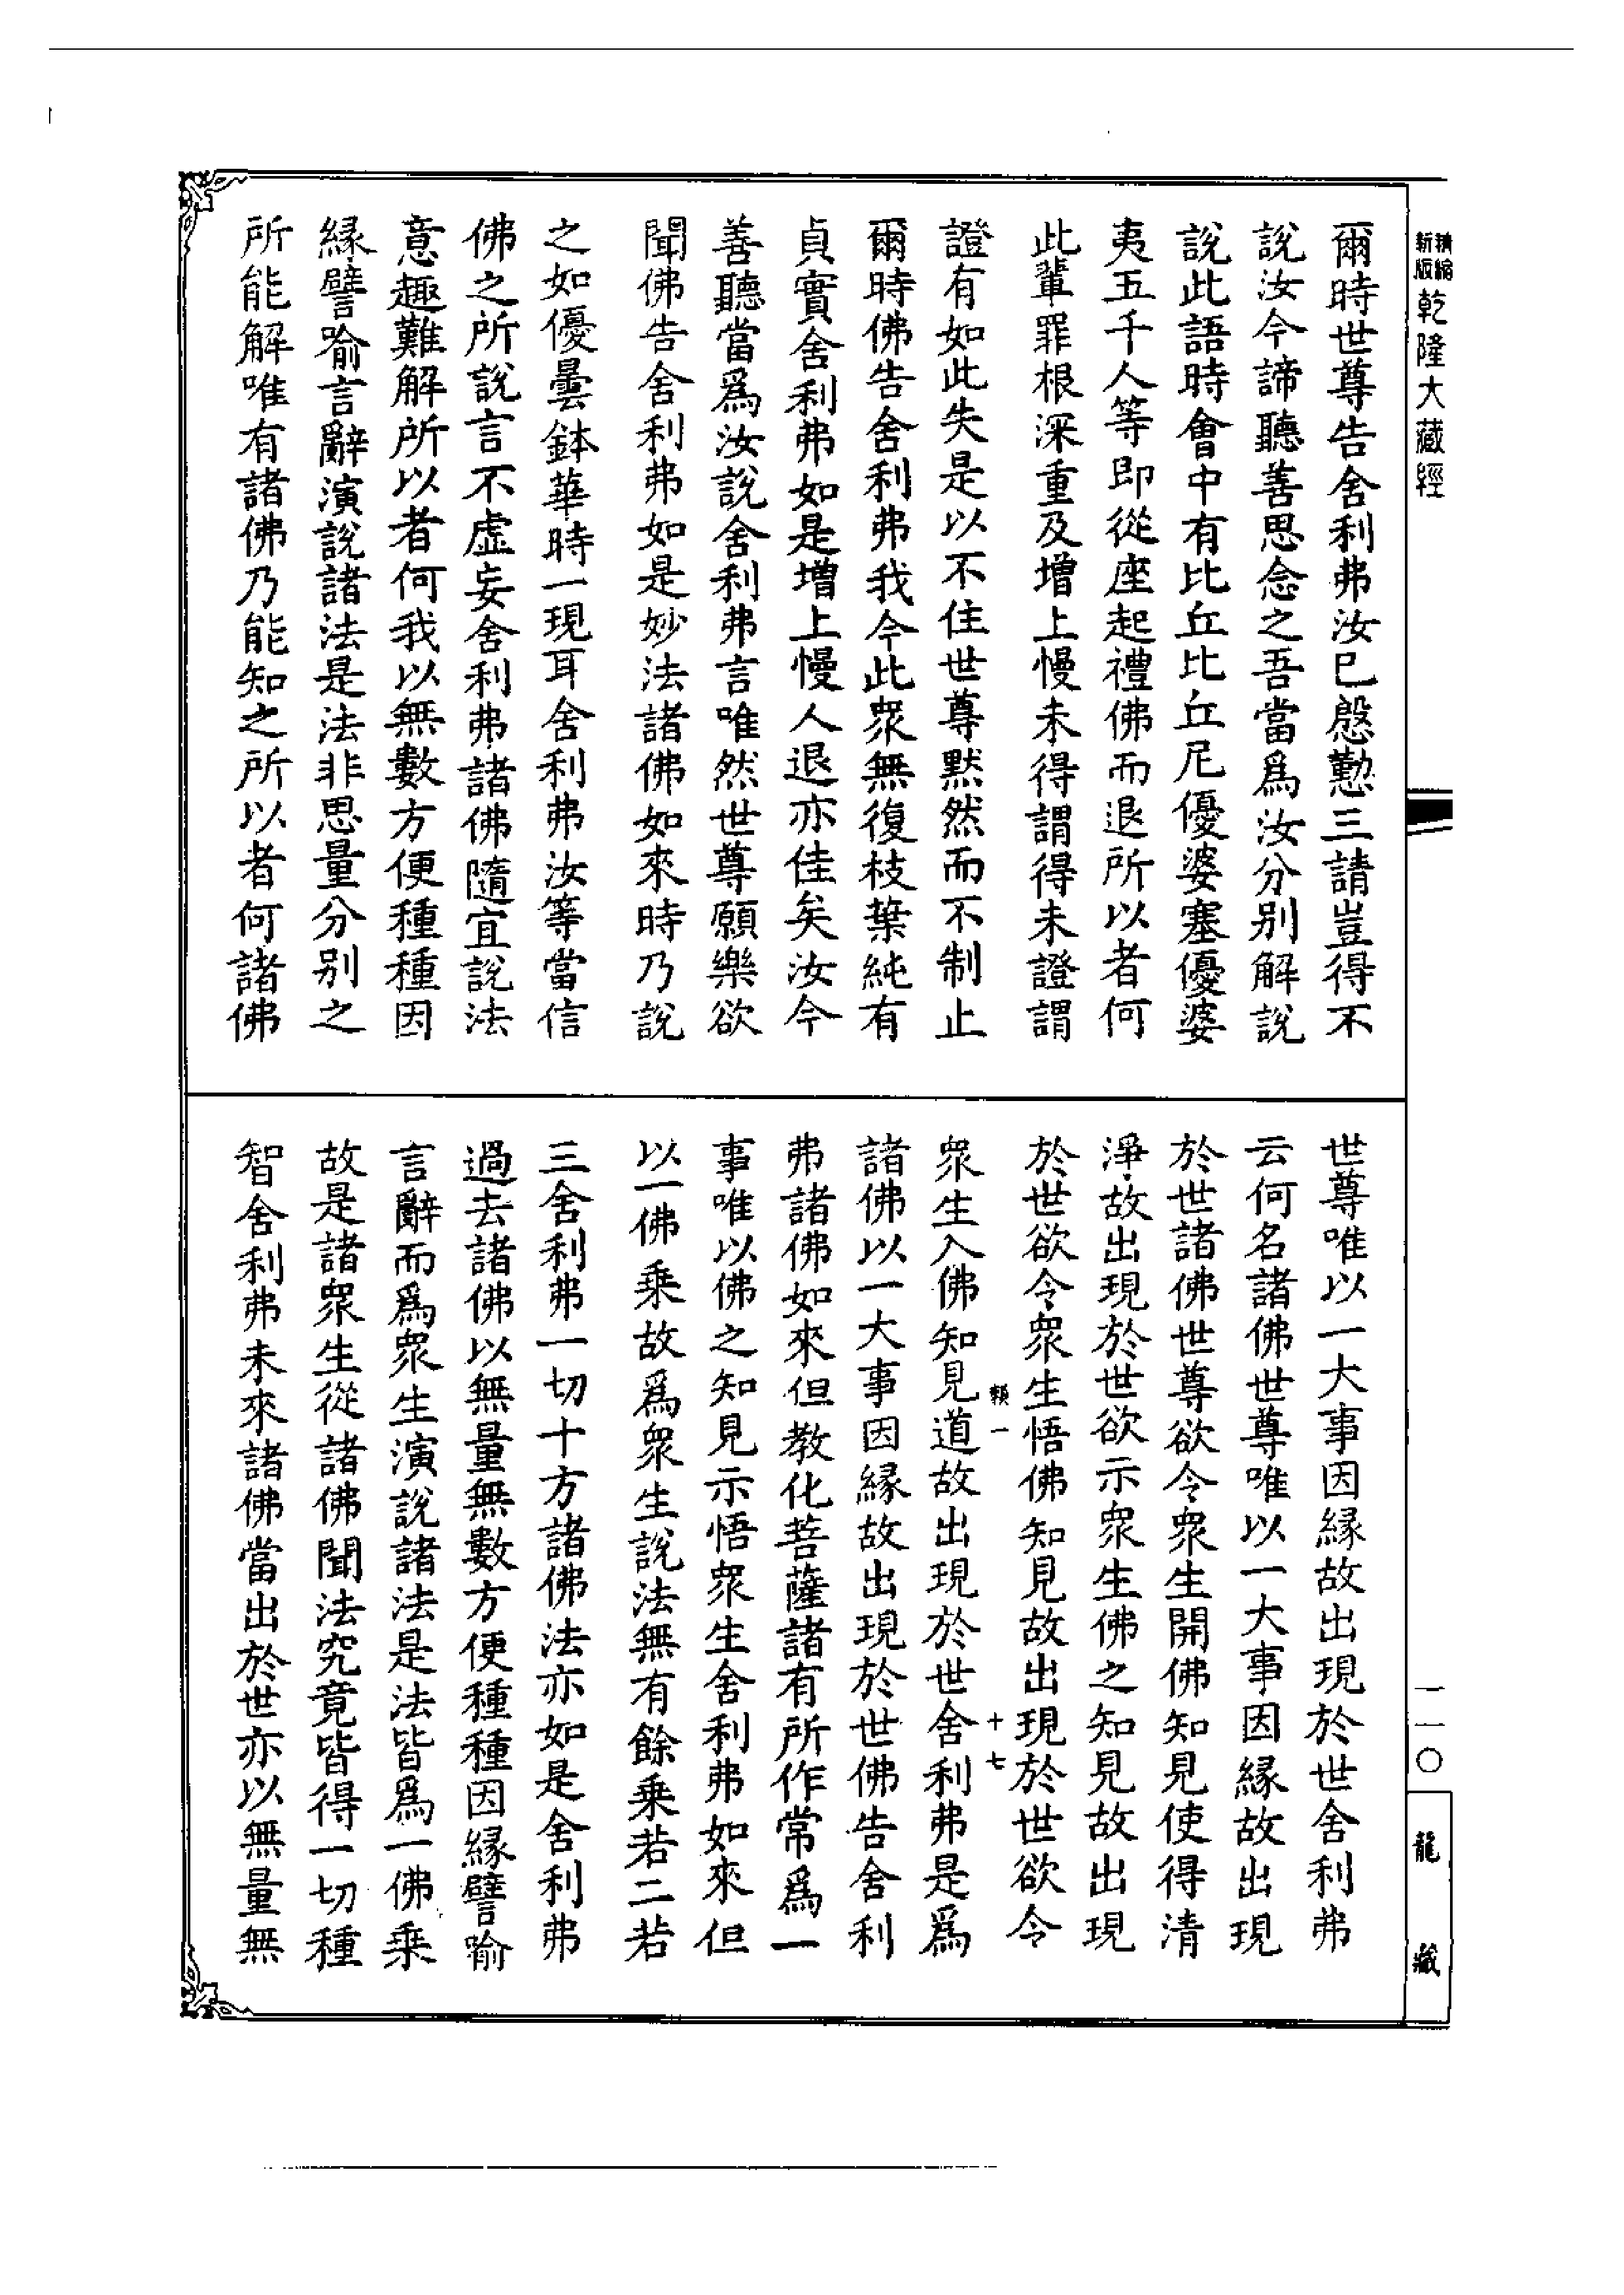 精縮新版乾隆大藏經
爾時世尊告舍利弗汝已慇懃三請豈得不
說汝今諦聽善思念之吾當爲汝分别解說
說此語時會中有比丘比丘尼優婆塞優婆
夷五千人等即從座起禮佛而退所以者何
此輩罪根深重及增上慢未得謂得未證謂
證有如此失是以不住世尊默然而不制止
爾時佛告舍利弗我今此衆無復枝葉純有
貞實舍利弗如是增上慢人退亦佳矣汝今
善聽當爲汝說舍利弗言唯然世尊願樂欲
聞佛告舍利弗如是妙法諸佛如來時乃說
之如優曇鉢華時一現耳舍利弗汝等當信
佛之所說言不虛妄舍利弗諸佛隨宜說法
意趣難解所以者何我以無數方便種種因
緣譬喻言辭演說諸法是法非思量分别之
所能解唯有諸佛乃能知之所以者何諸佛
世尊唯以一大事因緣故出現於世舍利弗
云何名諸佛世尊唯以一大事因緣故出現
於世諸佛世尊欲令衆生開佛知見使得清
淨故出現於世欲示衆生佛之知見故出現
於世欲令衆生悟佛知見故出現於世欲令
賴一 十七
衆生入佛知見道故出現於世舍利弗是爲
諸佛以一大事因緣故出現於世佛告舍利
弗諸佛如來但教化菩薩諸有所作常爲一
事唯以佛之知見示悟衆生舍利弗如來但
以一佛乗故爲衆生說法無有餘乗若二若
三舍利弗一切十方諸佛法亦如是舍利弗
過去諸佛以無量無數方便種種因緣譬喻
言辭而爲衆生演說諸法是法皆爲一佛乗
故是諸衆生從諸佛聞法究竟皆得一切種
智舍利弗未來諸佛當出於世亦以無量無
一一〇
龍藏